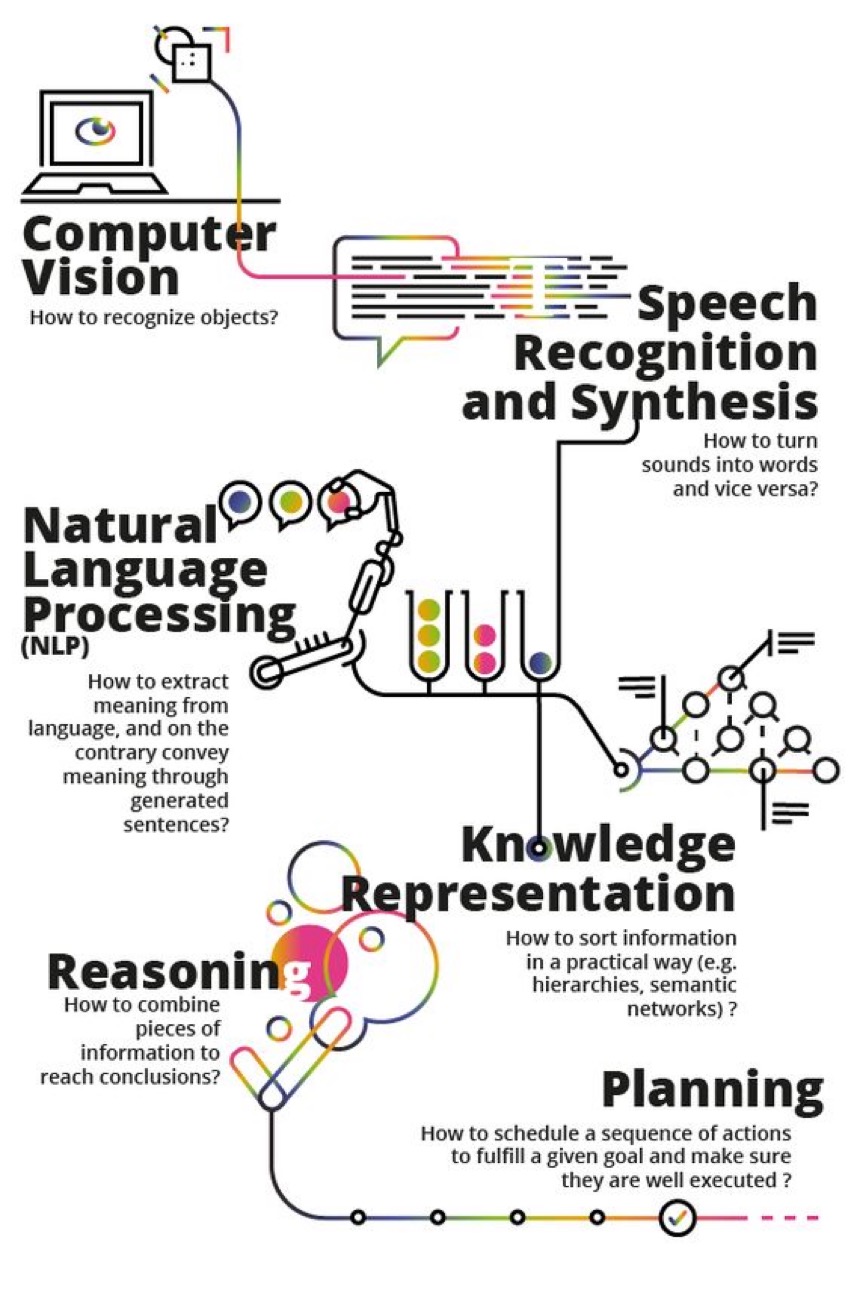 Computer
Vision
How to recognize objects?
Speech
Recognition
and Synthesis
How to turn
sounds into words
and vice versa?
Natural
Language
Processing
(NLP)
How to extract
meaning from
language, and on the
contrary convey
meaning through
generated
sentences?
Knowledge
Representation
How to sort information
in a practical way (e.g.
hierarchies, semantic
networks) ?
Reasoning
How to combine
pieces of
information to
reach conclusions?
Planning
How to schedule a sequence of actions
to fulfill a given goal and make sure
they are well executed ?